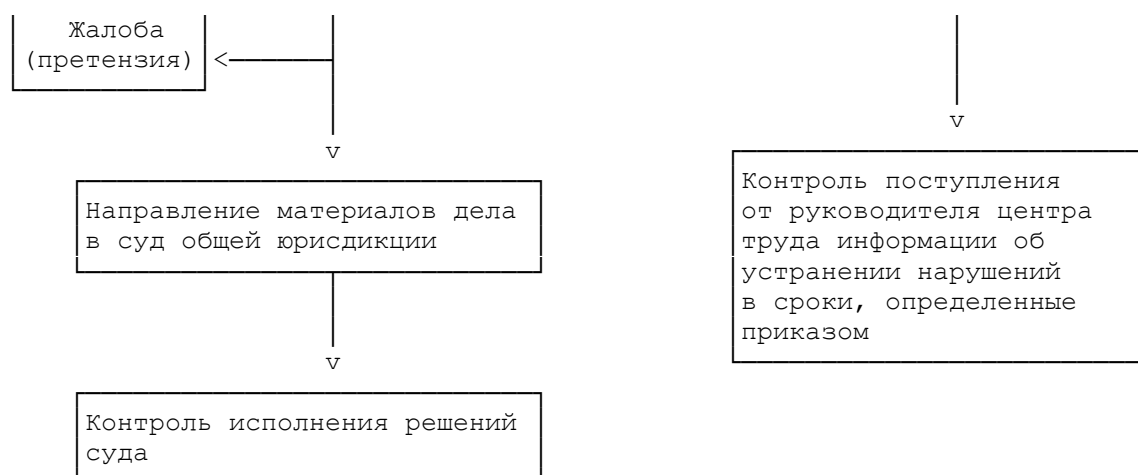 Жалоба
(претензия) <
v
v
Направление материалов дела
в суд общей юрисдикции
Контроль поступления
от руководителя центра
труда информации об
устранении нарушений
в сроки, определенные
приказом
v
Контроль исполнения решений
суда